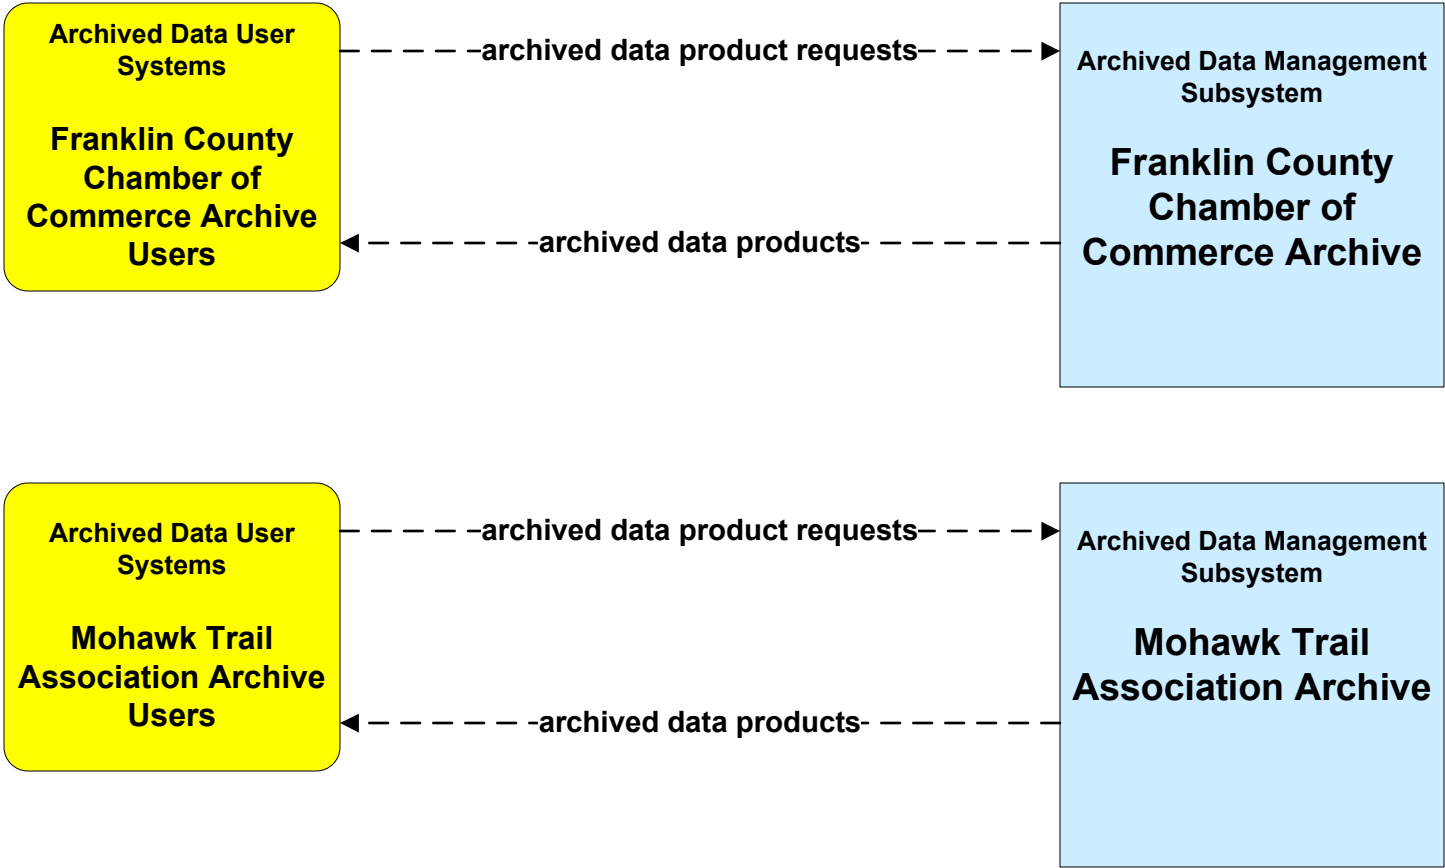 Archived Data User
Systems
Franklin County
Chamber of
Commerce Archive
Users
archived data product requests
archived data products
Archived Data Management
Subsystem
Franklin County
Chamber of
Commerce Archive
Archived Data User
Systems
Mohawk Trail
Association Archive
Users
archived data product requests
archived data products
Archived Data Management
Subsystem
Mohawk Trail
Association Archive